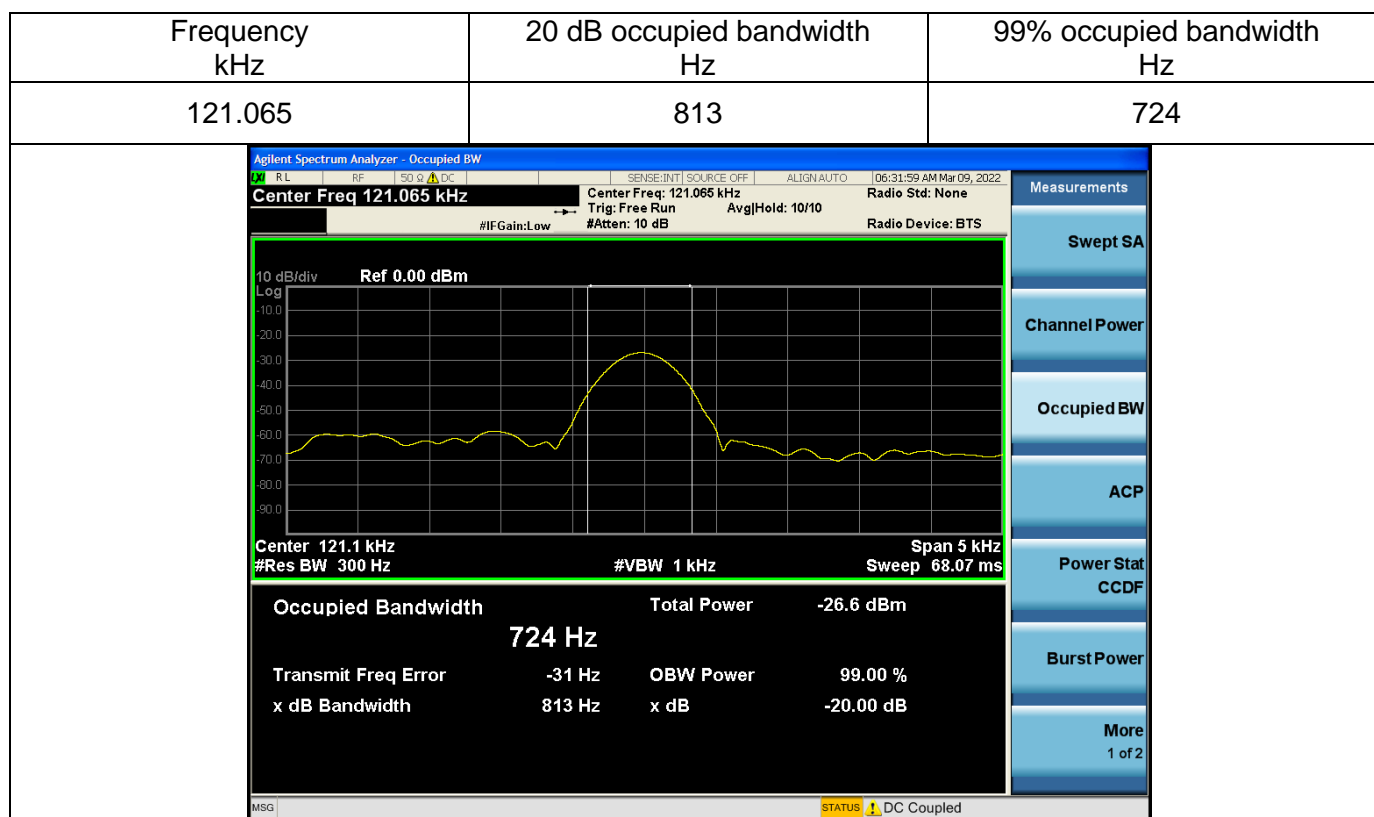 Frequency
kHz
20 dB occupied bandwidth
Hz
99% occupied bandwidth
Hz
121.065
813
724
Agilent Spectrum Analyzer - Occupied BW
LXI RL RF 50 Ω DC SENSE:INT SOURCE OFF ALIGN AUTO 06:31:59 AM Mar 09, 2022
Center Freq 121.065 kHz
Center Freq: 121.065 kHz
Radio Std: None
Trig: Free Run Avg|Hold: 10/10
#IFGain:Low
#Atten: 10 dB
Radio Device: BTS
10 dB/div Ref 0.00 dBm
Log
-10.0
-20.0
-30.0
-40.0
-50.0
-60.0
-70.0
-80.0
-90.0
Center 121.1 kHz Span 5 kHz
#Res BW 300 Hz #VBW 1 kHz Sweep 68.07 ms
Occupied Bandwidth Total Power -26.6 dBm
724 Hz
Transmit Freq Error -31 Hz OBW Power 99.00 %
x dB Bandwidth 813 Hz x dB -20.00 dB
Measurements
Swept SA
Channel Power
Occupied BW
ACP
Power Stat
CCDF
Burst Power
More
1 of 2
MSG STATUS DC Coupled